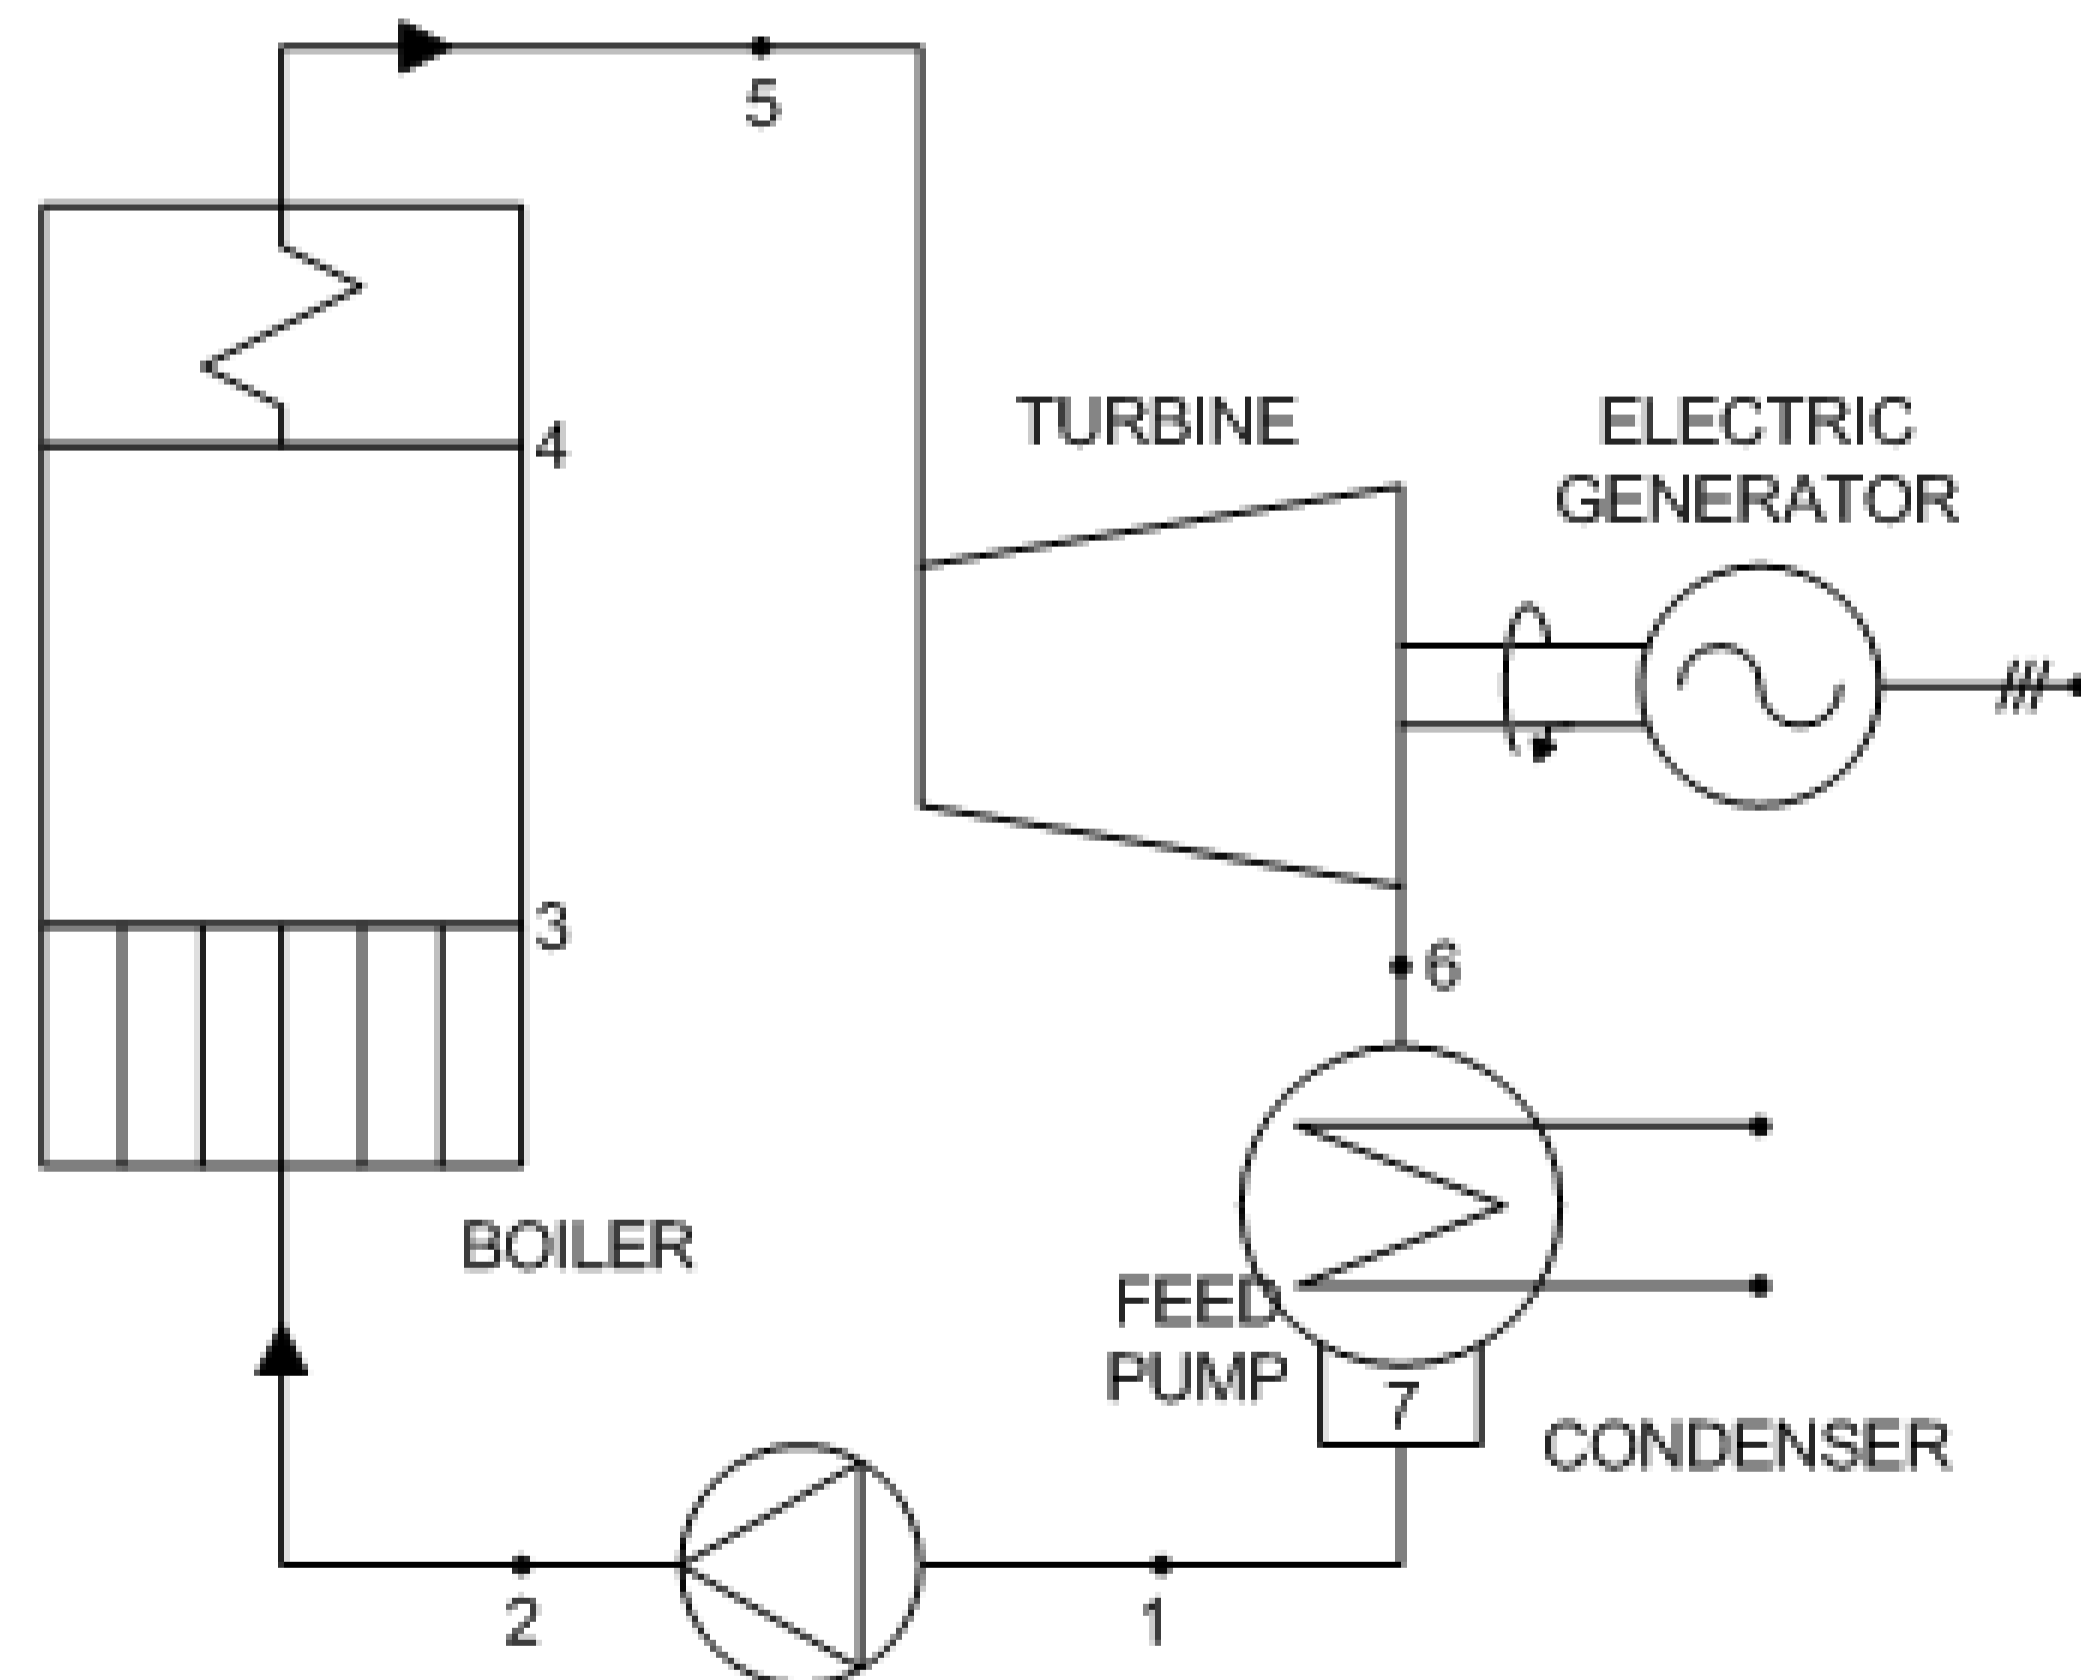 5
4
TURBINE
ELECTRIC
GENERATOR
3
6
BOILER
FEED
PUMP
7
CONDENSER
2
1